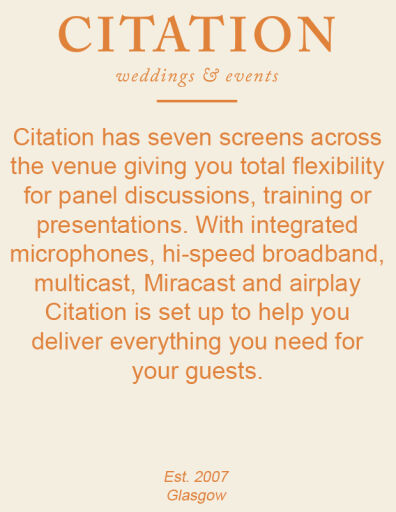 CITATION
weddings & events
Citation has seven screens across
the venue giving you total flexibility
for panel discussions, training or
presentations. With integrated
microphones, hi-speed broadband,
multicast, Miracast and airplay
Citation is set up to help you
deliver everything you need for
your guests.
Est. 2007
Glasgow